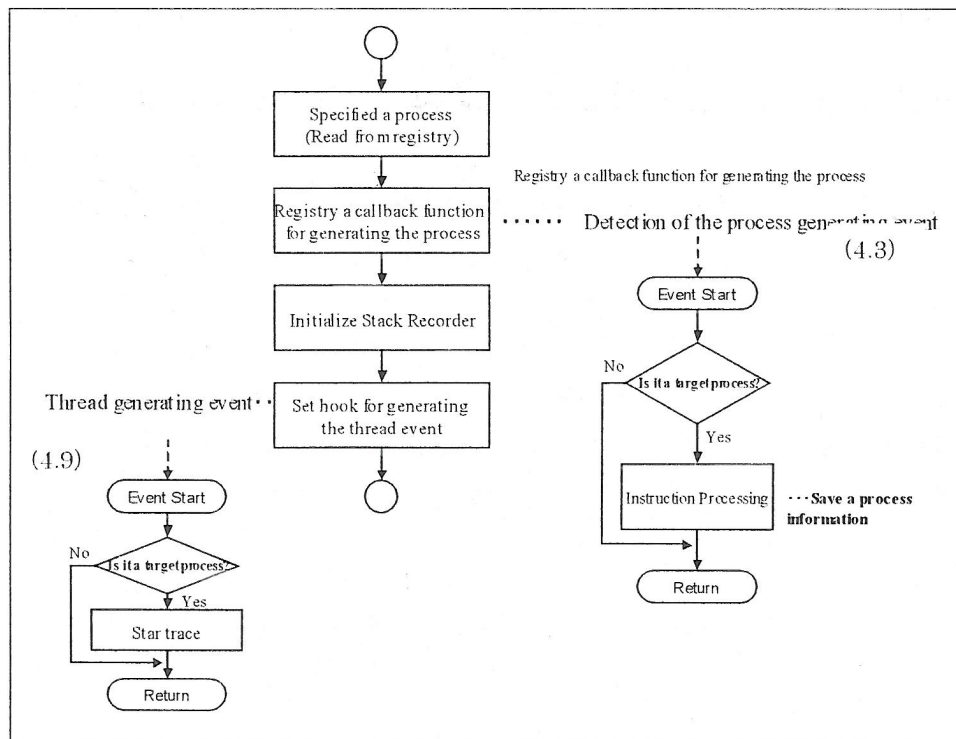 Specified a process
(Read from registry)
Registry a callback function for generating the process
Registry a callback function
for generating the process
Detection of the process generating event
(4.3)
Event Start
Initialize Stack Recorder
No
Is it a target process?
Thread generating event
Set hook for generating
the thread event
Yes
(4.9)
Event Start
Instruction Processing
···Save a process
information
No
Is it a target process?
Yes
Return
Star trace
Return